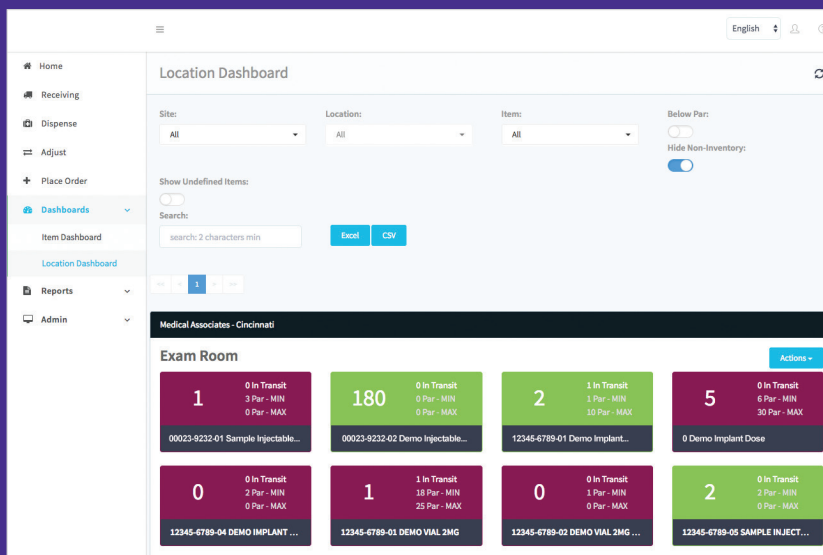 English
Home
Receiving
Dispense
Adjust
Place Order
Dashboards
Item Dashboard
Location Dashboard
Reports
Admin
Location Dashboard
Site:
All
Location:
All
Item:
All
Below Par:
Hide Non-Inventory:
Show Undefined Items:
Search:
search: 2 characters min
Excel
CSV
<< < 1 > >>
Medical Associates - Cincinnati
Exam Room
Actions
1
0 In Transit
3 Par - MIN
0 Par - MAX
00023-9232-01 Sample Injectable...
180
0 In Transit
0 Par - MIN
0 Par - MAX
00023-9232-02 Demo Injectable...
2
1 In Transit
1 Par - MIN
10 Par - MAX
12345-6789-01 Demo Implant...
5
0 In Transit
6 Par - MIN
30 Par - MAX
0 Demo Implant Dose
0
0 In Transit
2 Par - MIN
0 Par - MAX
12345-6789-04 DEMO IMPLANT ...
1
1 In Transit
18 Par - MIN
25 Par - MAX
12345-6789-01 DEMO VIAL 2MG
0
0 In Transit
1 Par - MIN
0 Par - MAX
12345-6789-02 DEMO VIAL 2MG ...
2
0 In Transit
2 Par - MIN
0 Par - MAX
12345-6789-05 SAMPLE INJECT...